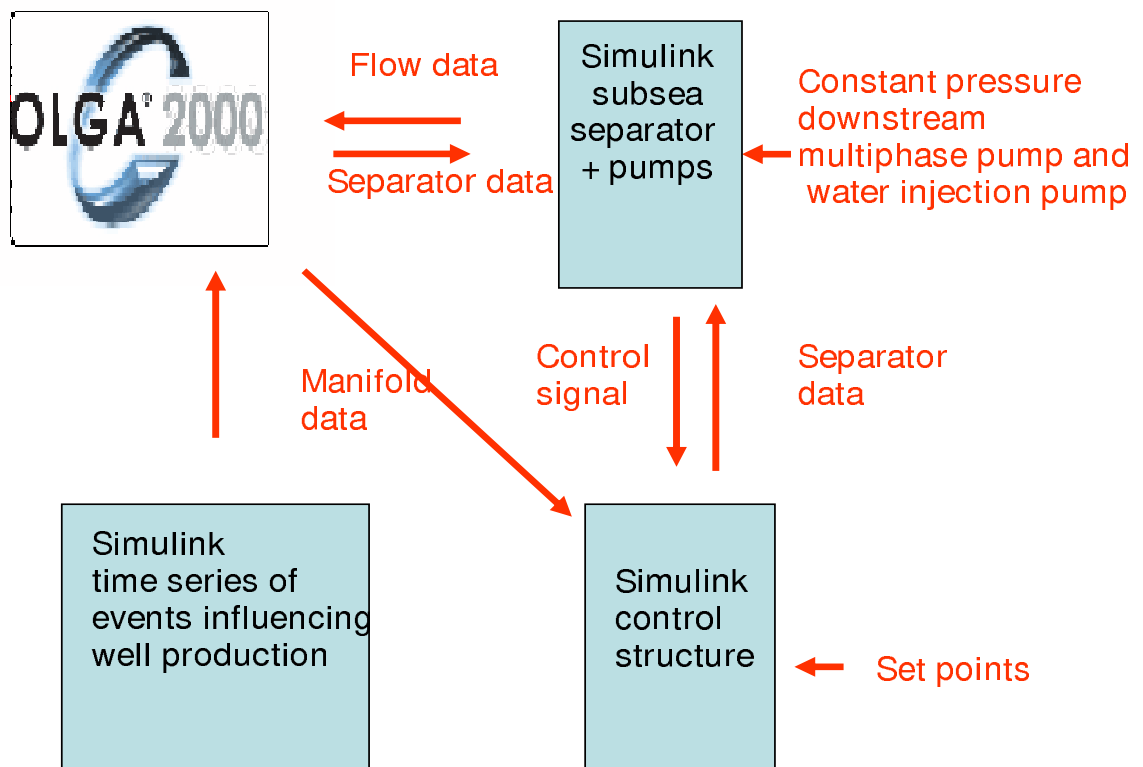 OLGA® 2000
Flow data
Separator data
Simulink
subsea
separator
+ pumps
Constant pressure
downstream
multiphase pump and
water injection pump
Manifold
data
Control
signal
Separator
data
Simulink
time series of
events influencing
well production
Simulink
control
structure
Set points